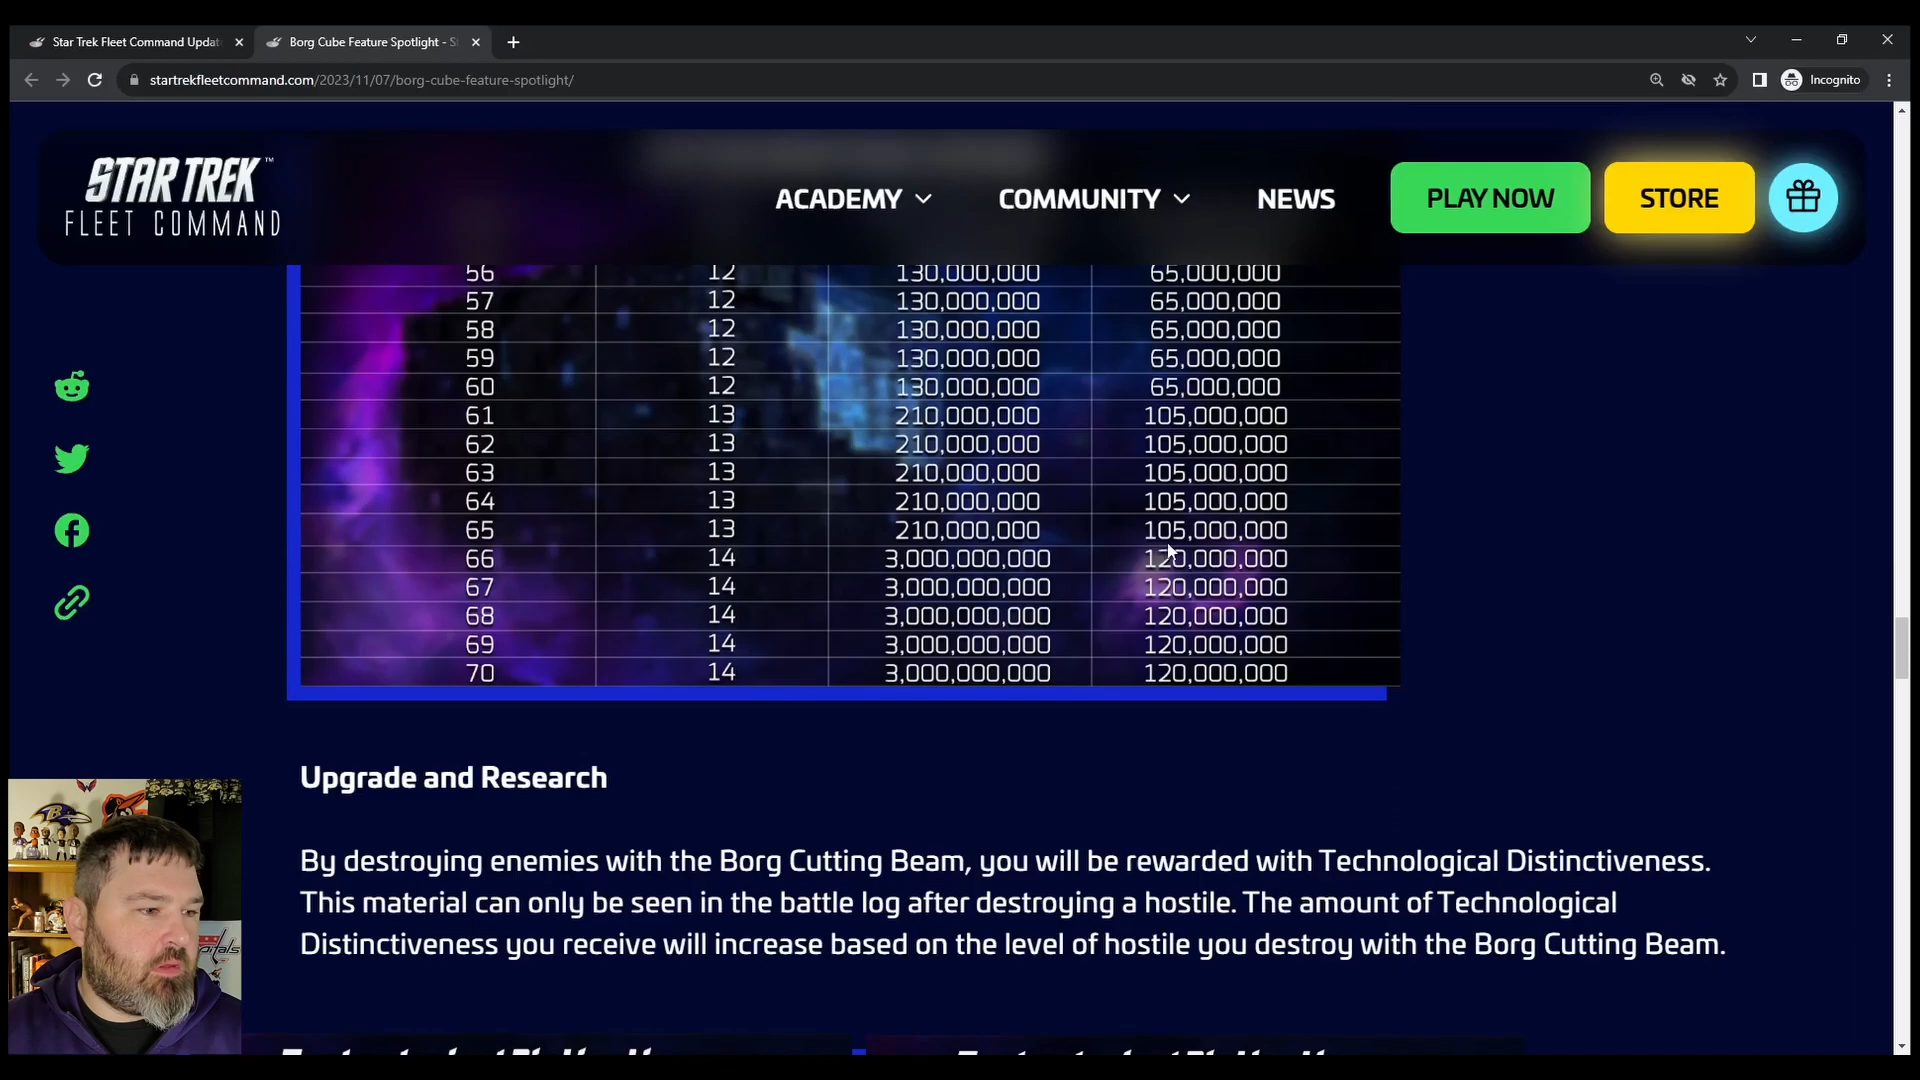 Star Trek Fleet Command Updat
Borg Cube Feature Spotlight - S
startrekfleetcommand.com/2023/11/07/borg-cube-feature-spotlight/
Incognito
STAR TREK™
FLEET COMMAND
ACADEMY
COMMUNITY
NEWS
PLAY NOW
STORE
56 12 130,000,000 65,000,000
57 12 130,000,000 65,000,000
58 12 130,000,000 65,000,000
59 12 130,000,000 65,000,000
60 12 130,000,000 65,000,000
61 13 210,000,000 105,000,000
62 13 210,000,000 105,000,000
63 13 210,000,000 105,000,000
64 13 210,000,000 105,000,000
65 13 210,000,000 105,000,000
66 14 3,000,000,000 120,000,000
67 14 3,000,000,000 120,000,000
68 14 3,000,000,000 120,000,000
69 14 3,000,000,000 120,000,000
70 14 3,000,000,000 120,000,000
Upgrade and Research
By destroying enemies with the Borg Cutting Beam, you will be rewarded with Technological Distinctiveness.
This material can only be seen in the battle log after destroying a hostile. The amount of Technological
Distinctiveness you receive will increase based on the level of hostile you destroy with the Borg Cutting Beam.